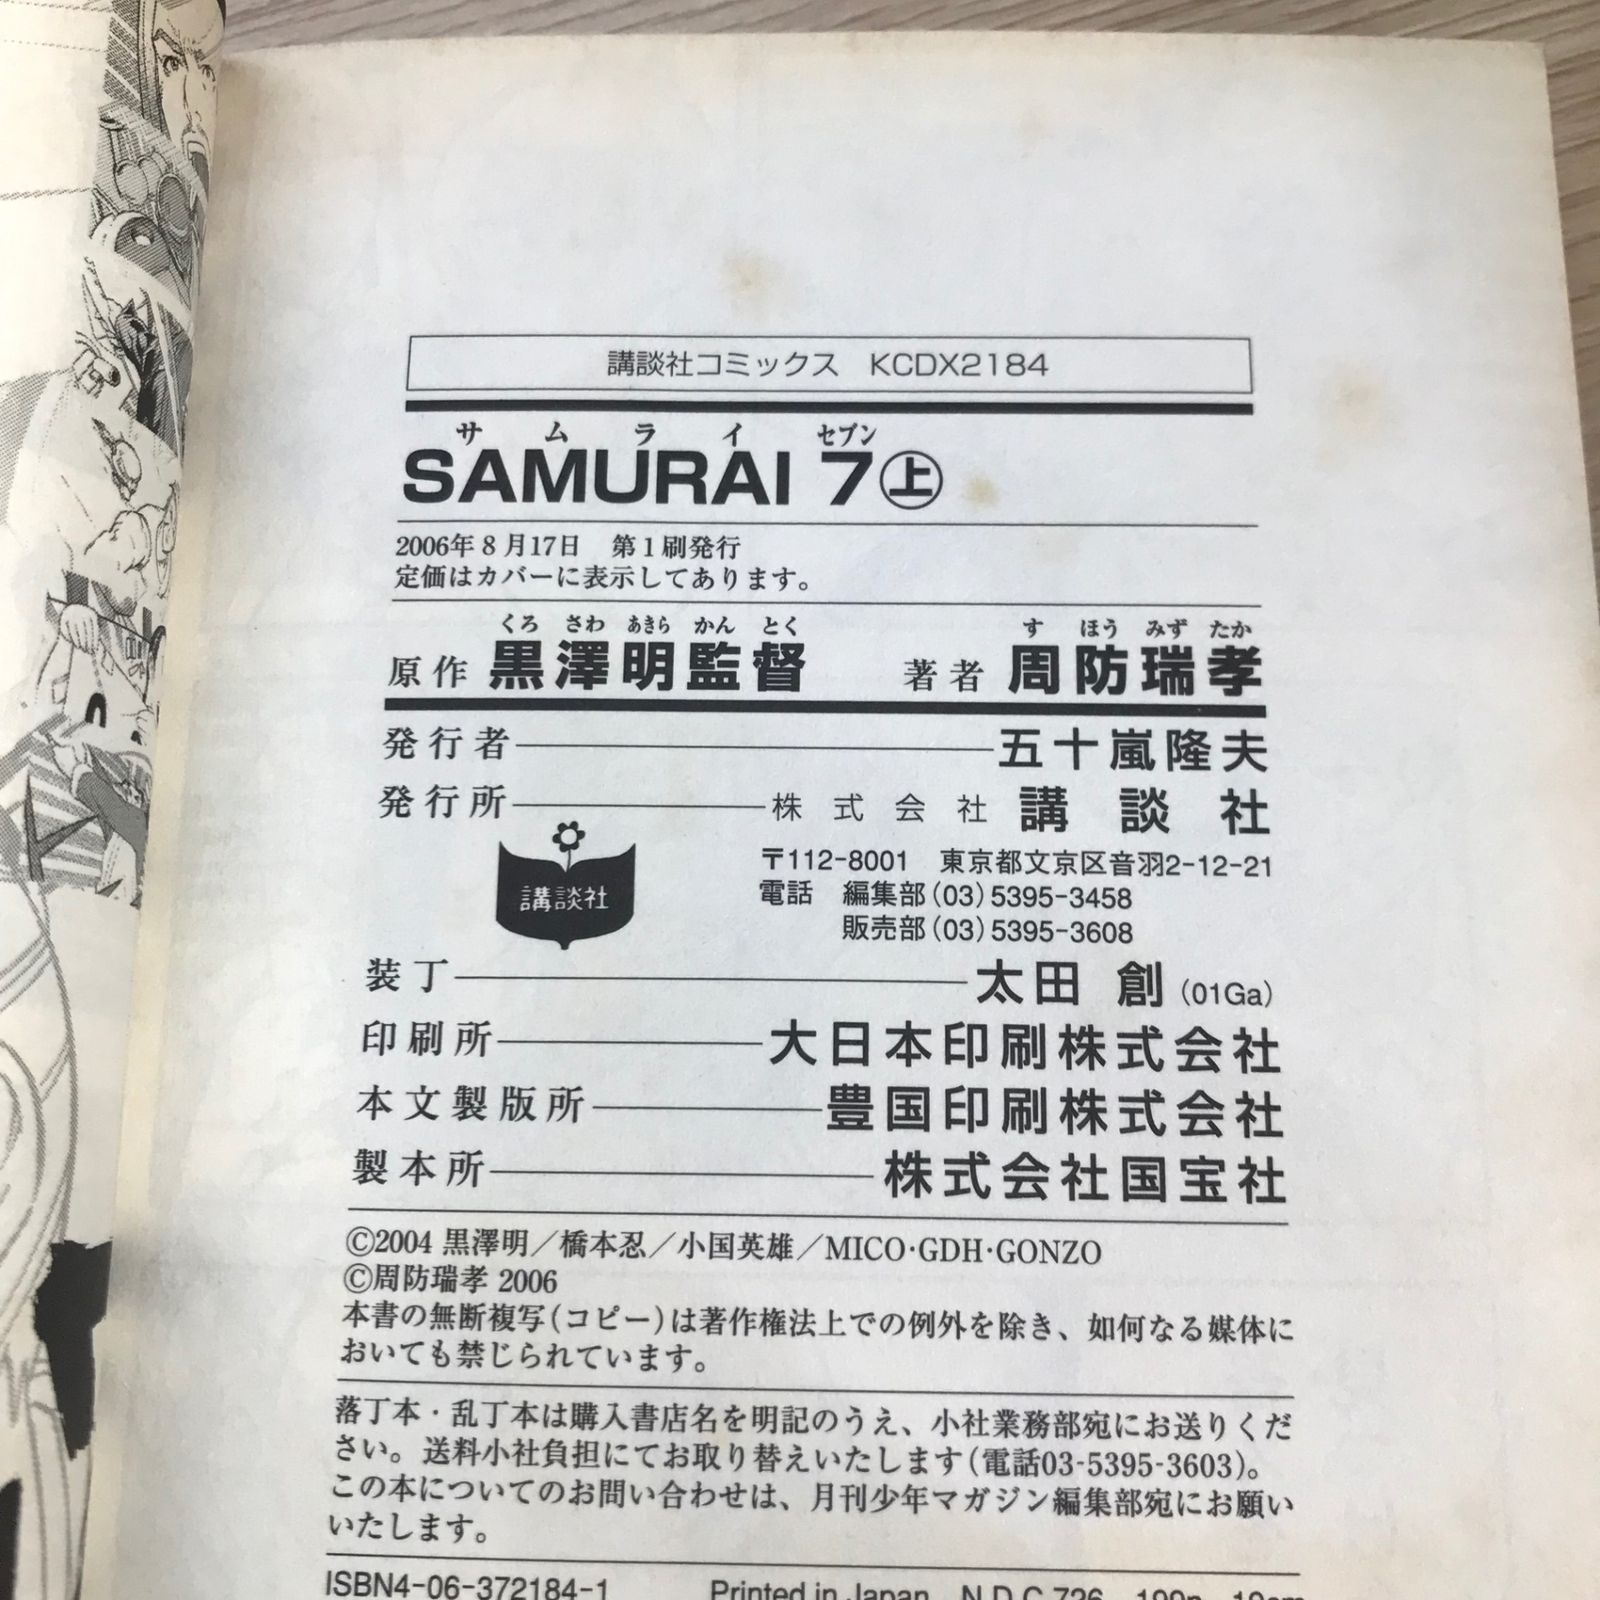 講談社コミックス KCDX2184
サムライ セブン
SAMURAI 7㊤
2006年8月17日 第1刷発行
定価はカバーに表示してあります。
くろさわあきらかんとく すほうみずたか
原作 黒澤明監督 著者 周防瑞孝
発行者 五十嵐隆夫
発行所 株式会社 講談社
講談社
〒112-8001 東京都文京区音羽2-12-21
電話 編集部(03)5395-3458
販売部(03)5395-3608
装丁 太田 創(01Ga)
印刷所 大日本印刷株式会社
本文製版所 豊国印刷株式会社
製本所 株式会社国宝社
©2004 黒澤明/橋本忍/小国英雄/MICO·GDH·GONZO
©周防瑞孝 2006
本書の無断複写(コピー)は著作権法上での例外を除き、如何なる媒体に
おいても禁じられています。
落丁本・乱丁本は購入書店名を明記のうえ、小社業務部宛にお送りくだ
さい。送料小社負担にてお取り替えいたします(電話03-5395-3603)。
この本についてのお問い合わせは、月刊少年マガジン編集部宛にお願い
いたします。
ISBN4-06-372184-1 Printed in Japan N.D.C.726 19cm